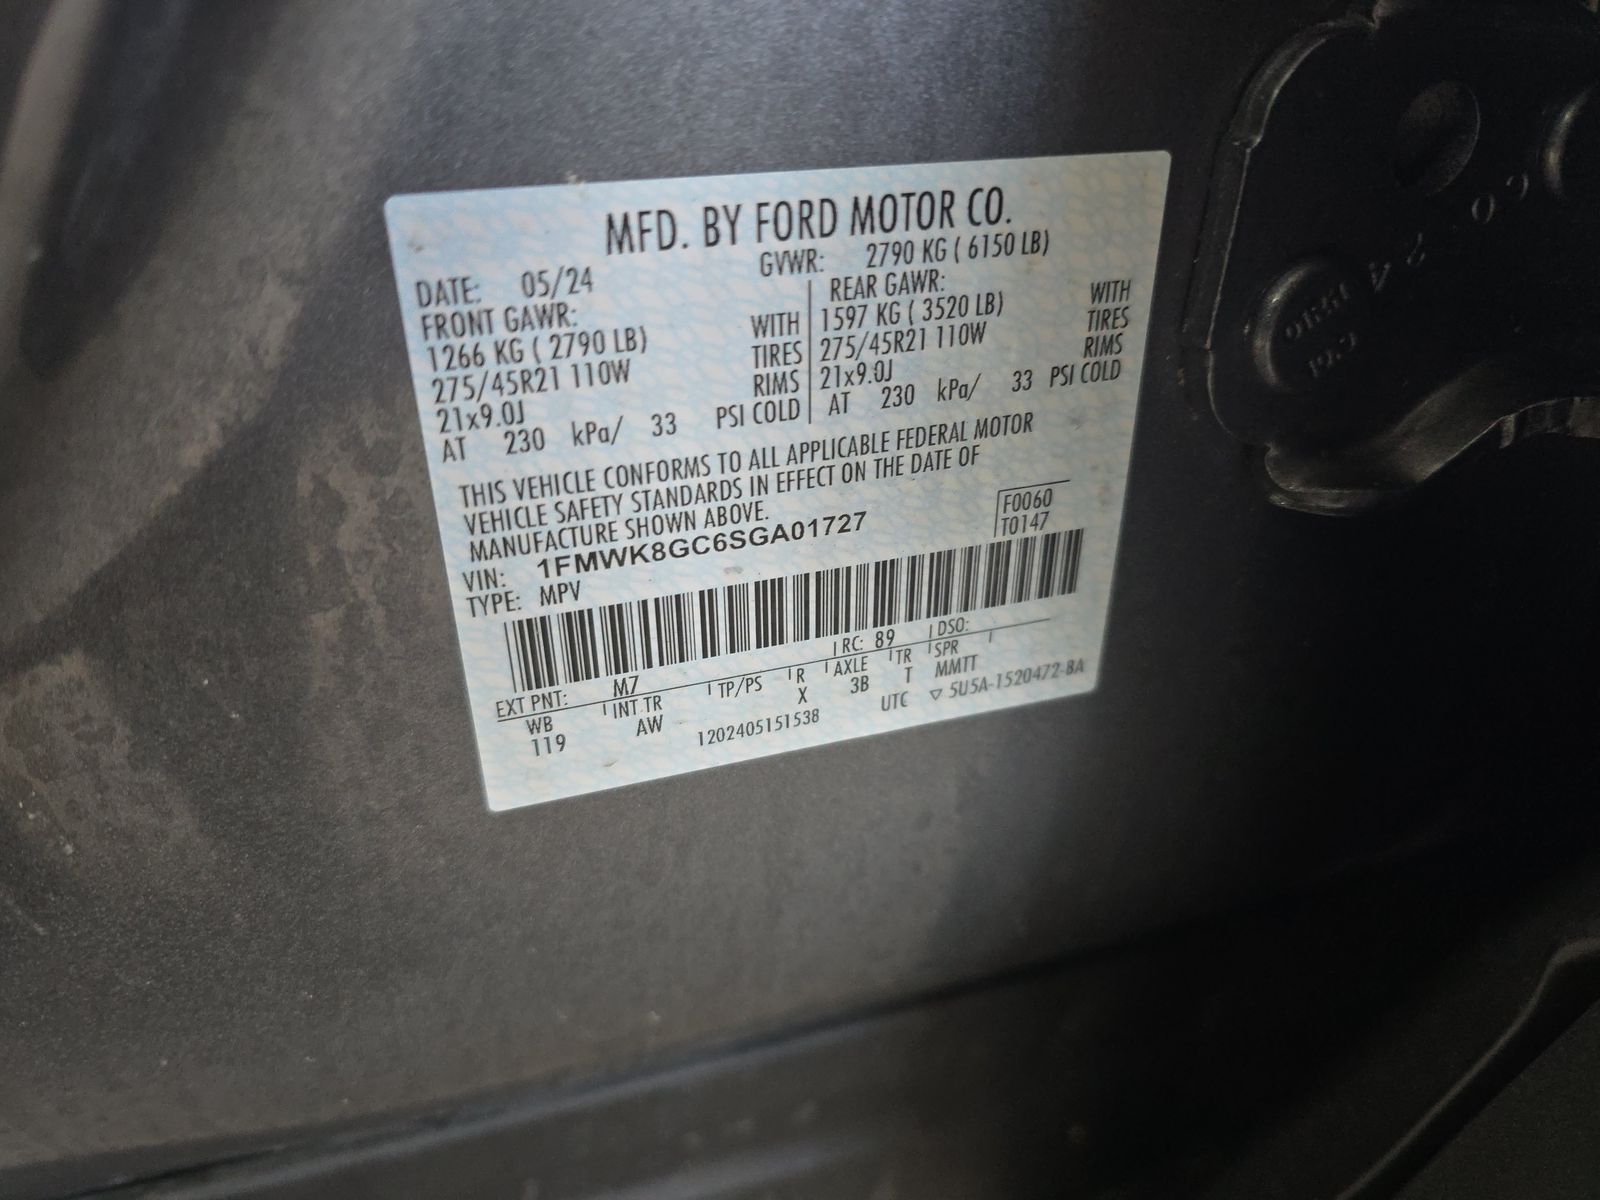 MFD. BY FORD MOTOR CO.
DATE: 05/24 GVWR: 2790 KG ( 6150 LB)
FRONT GAWR: REAR GAWR:
1266 KG ( 2790 LB) WITH 1597 KG ( 3520 LB) WITH
275/45R21 110W TIRES 275/45R21 110W TIRES
21x9.0J RIMS 21x9.0J RIMS
AT 230 kPa/ 33 PSI COLD AT 230 kPa/ 33 PSI COLD
THIS VEHICLE CONFORMS TO ALL APPLICABLE FEDERAL MOTOR
VEHICLE SAFETY STANDARDS IN EFFECT ON THE DATE OF
MANUFACTURE SHOWN ABOVE.
VIN: 1FMWK8GC6SGA01727 F0060
TYPE: MPV T0147
EXT PNT: M7 RC: 89 DSO:
WB INT TR TP/PS R AXLE TR SPR
119 AW X 3B T MMTT
1202405151538 UTC ▽ 5U5A-1520472-BA